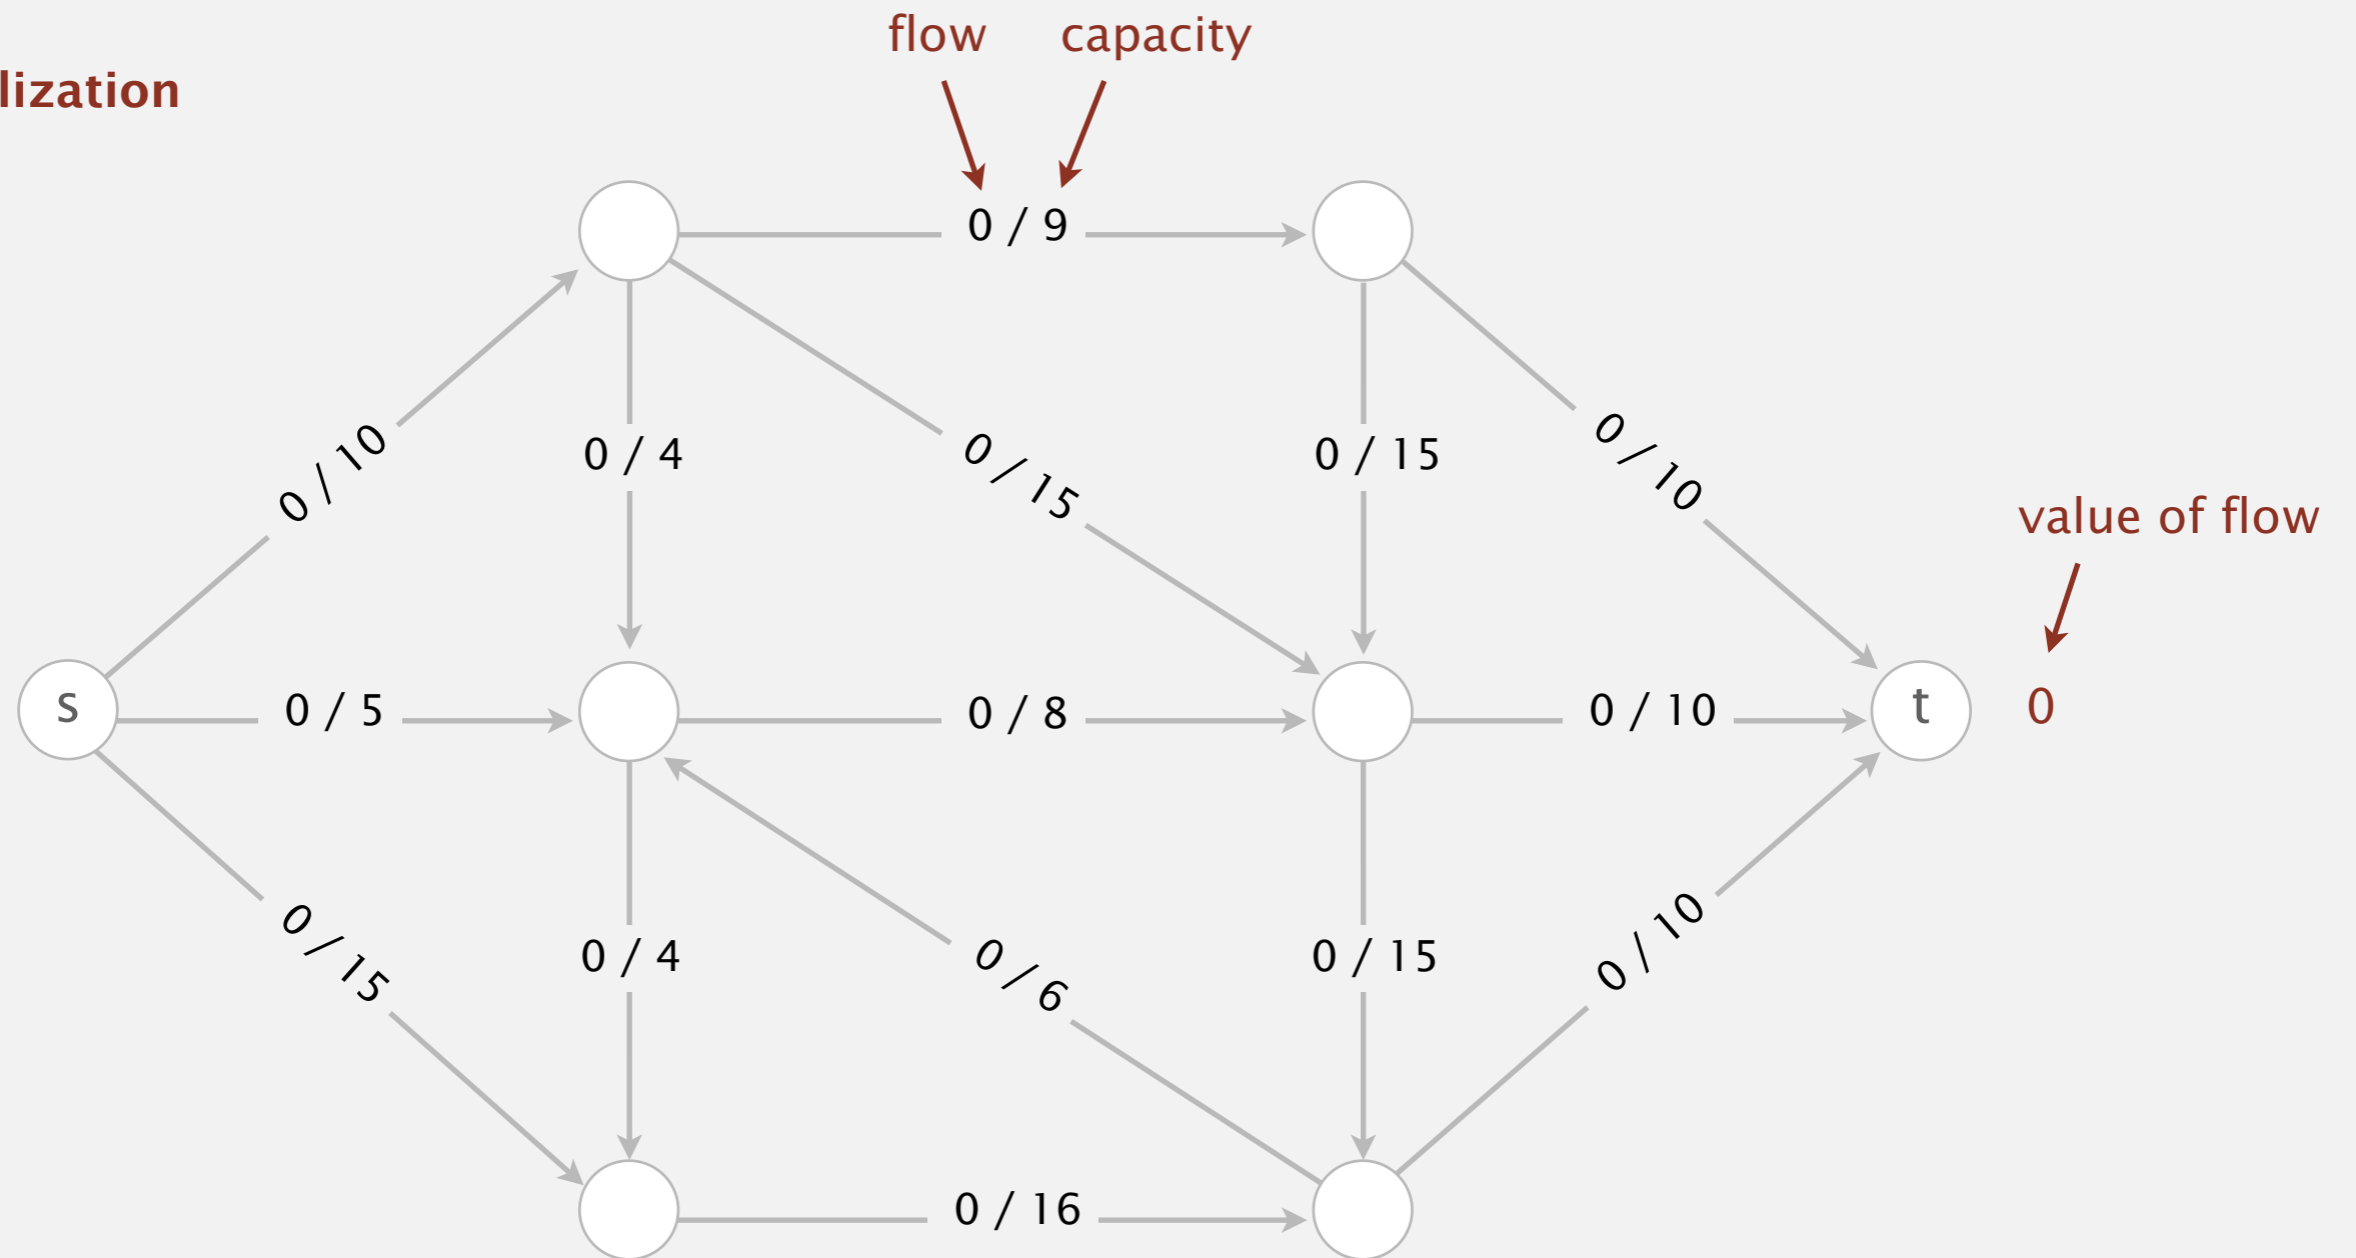 flow capacity
lization
0 / 9
0 / 10
0 / 4
0 / 15
0 / 15
0 / 10
value of flow
s
0 / 5
0 / 8
0 / 10
t
0
0 / 15
0 / 4
0 / 6
0 / 15
0 / 10
0 / 16